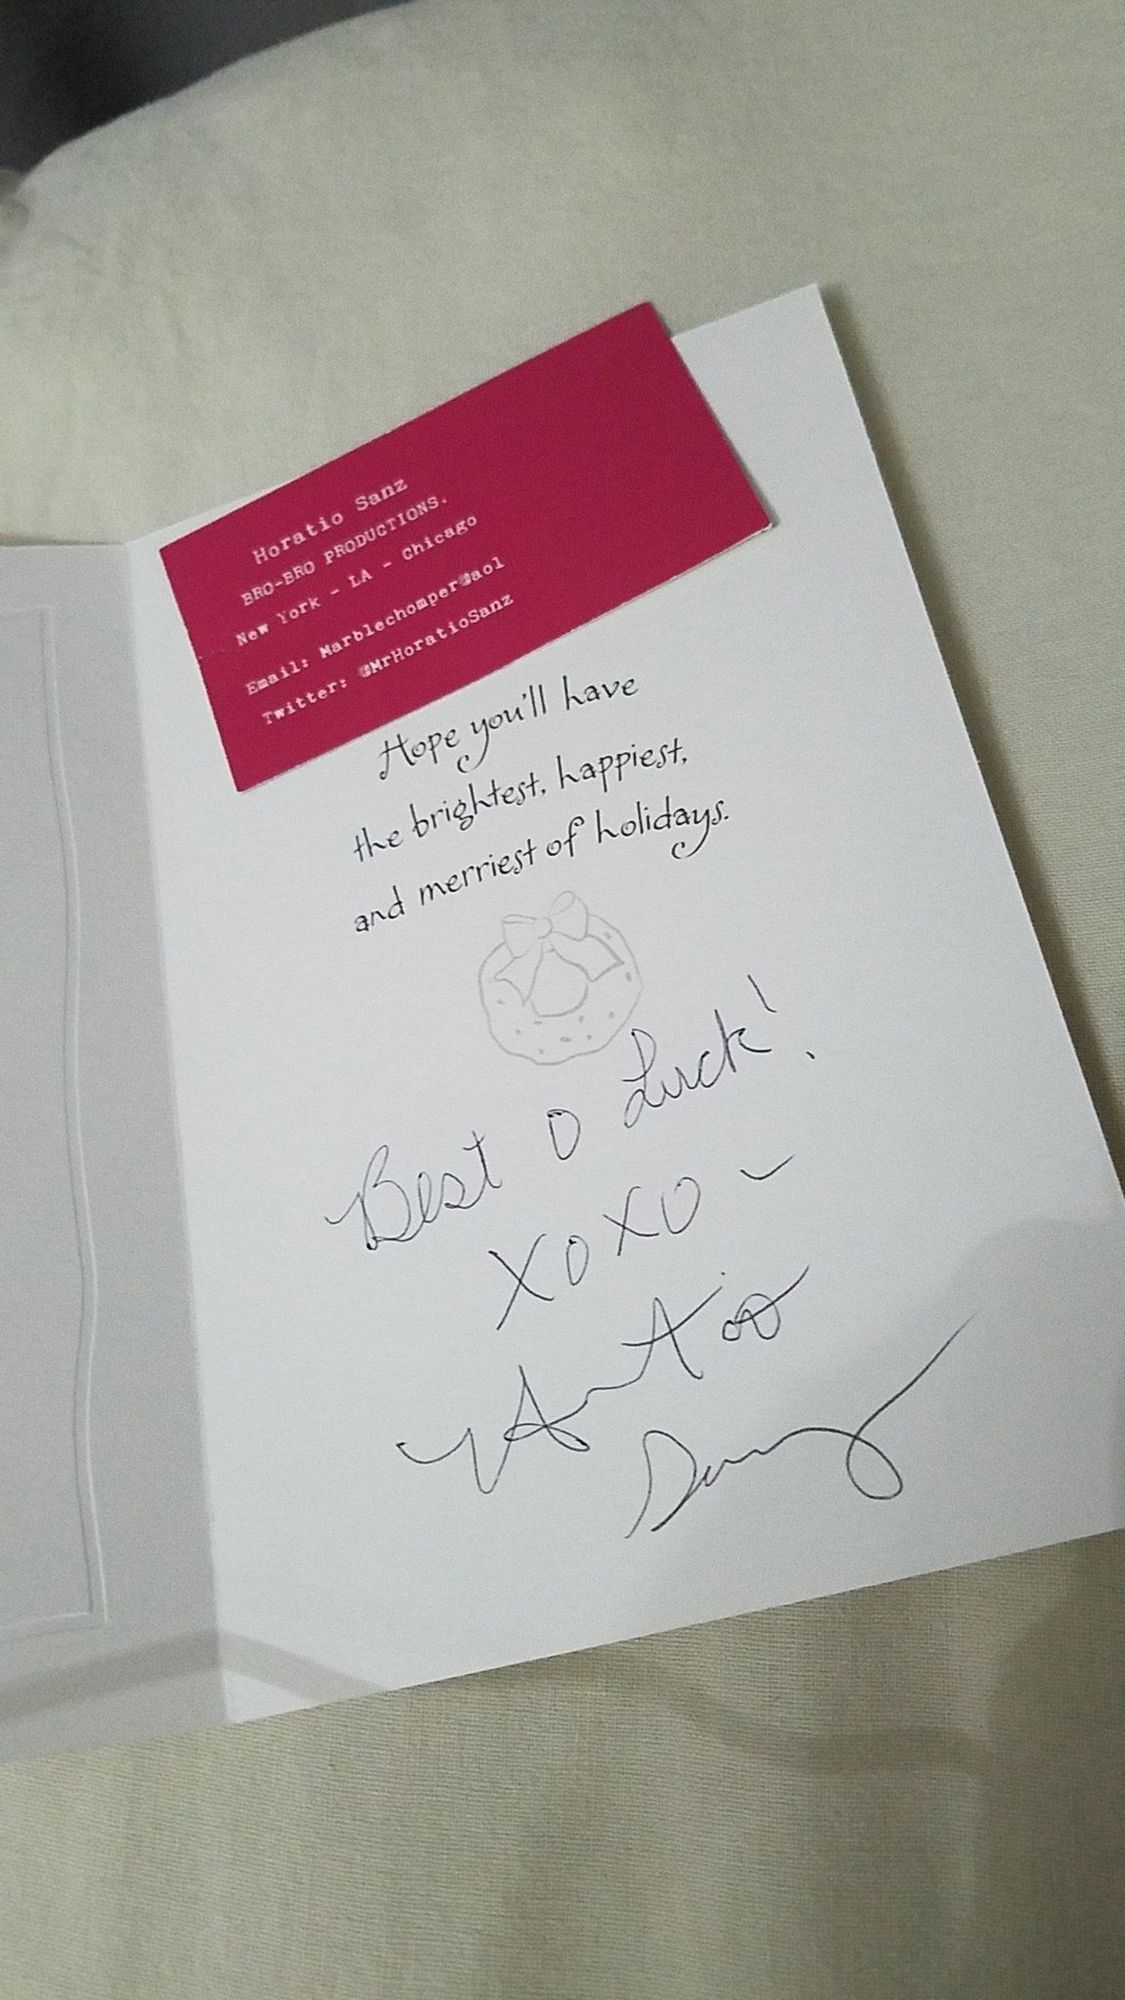 Horatio Sanz
BRO-BRO PRODUCTIONS.
New York - LA - Chicago
Email: Marblechomper@aol
Twitter: @MrHoratioSanz
Hope you'll have
the brightest, happiest,
and merriest of holidays.
Best O Luck!
XOXO -
Sanz